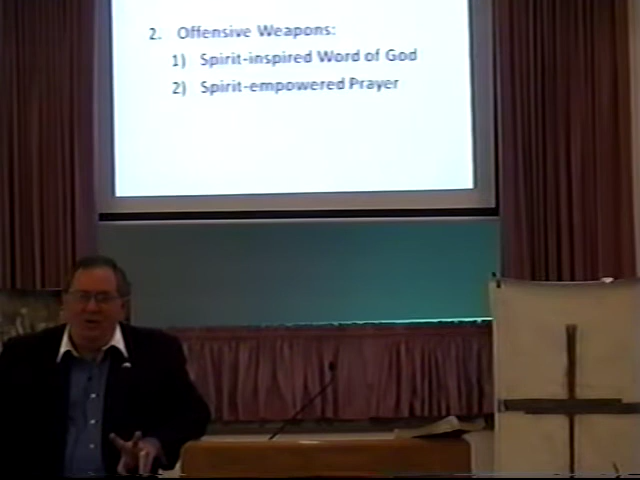 2. Offensive Weapons:
1) Spirit-inspired Word of God
2) Spirit-empowered Prayer